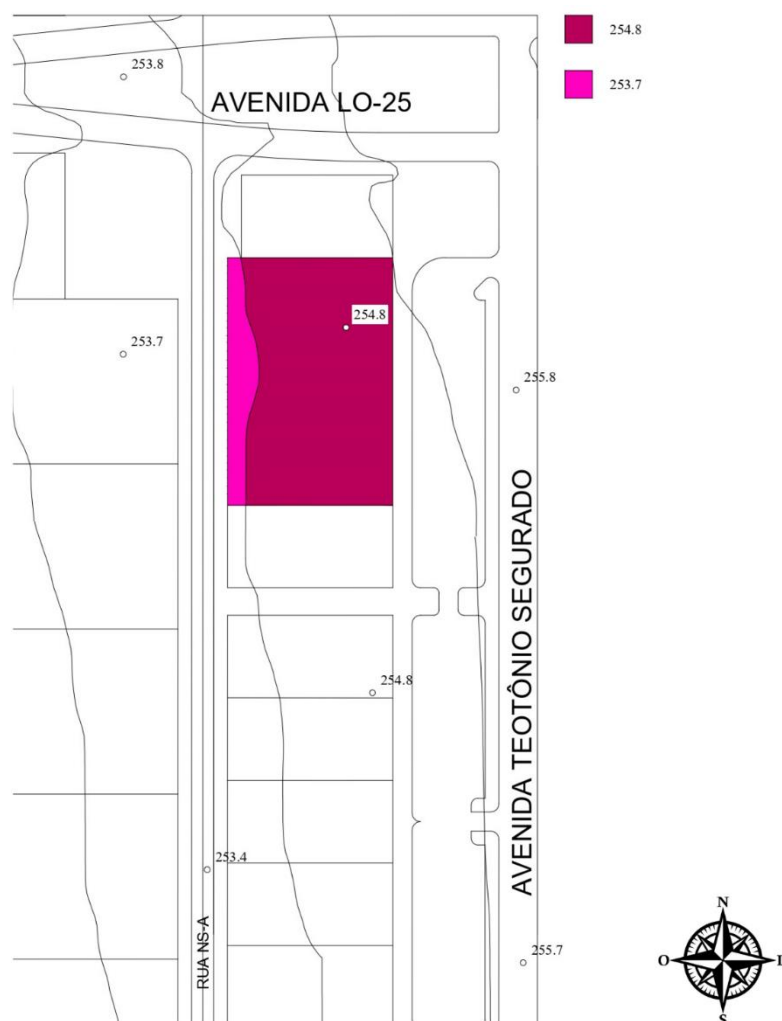 254.8
253.8
253.7
AVENIDA LO-25
254.8
253.7
255.8
AVENIDA TEOTÔNIO SEGURADO
254.8
253.4
RUA NS-A
255.7
N
O
L
S